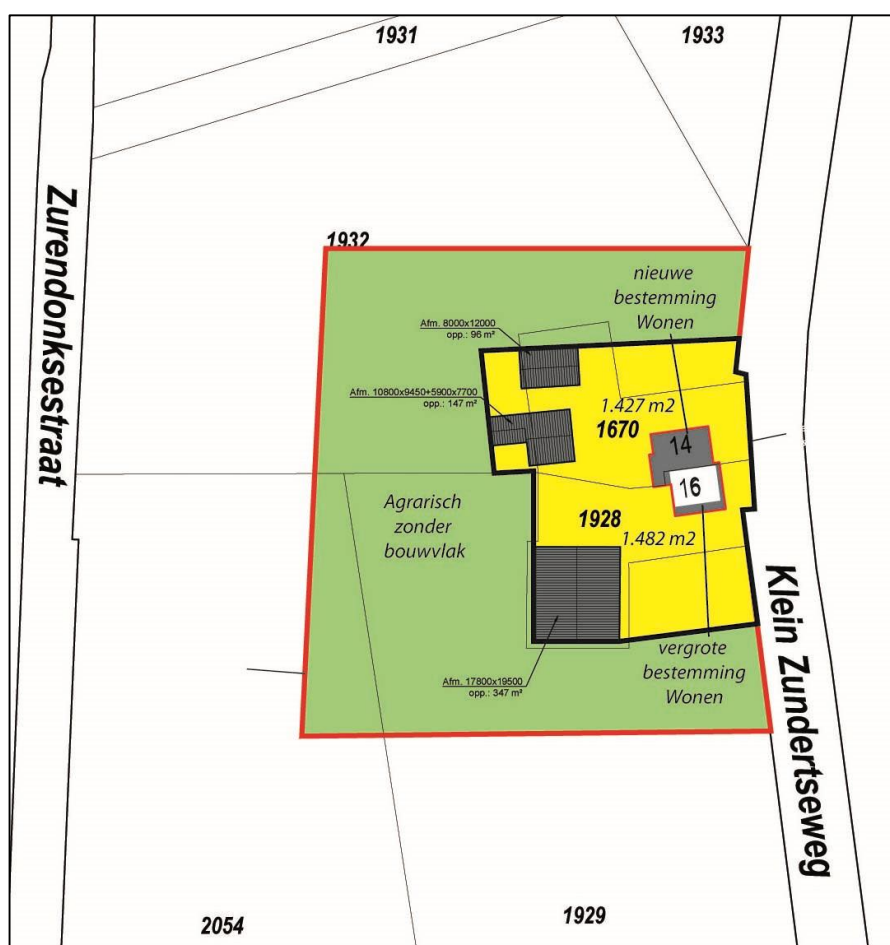 1931
1933
Zurendonksestraat
1932
nieuwe
bestemming
Wonen
Afm. 8000x12000
opp.: 96 m²
Afm. 10800x9450+5900x7700
opp.: 147 m²
1.427 m2
1670
14
16
Agrarisch
zonder
bouwvlak
1928
1.482 m2
Klein Zundertseweg
vergrote
bestemming
Wonen
Afm. 17800x19500
opp.: 347 m²
2054
1929